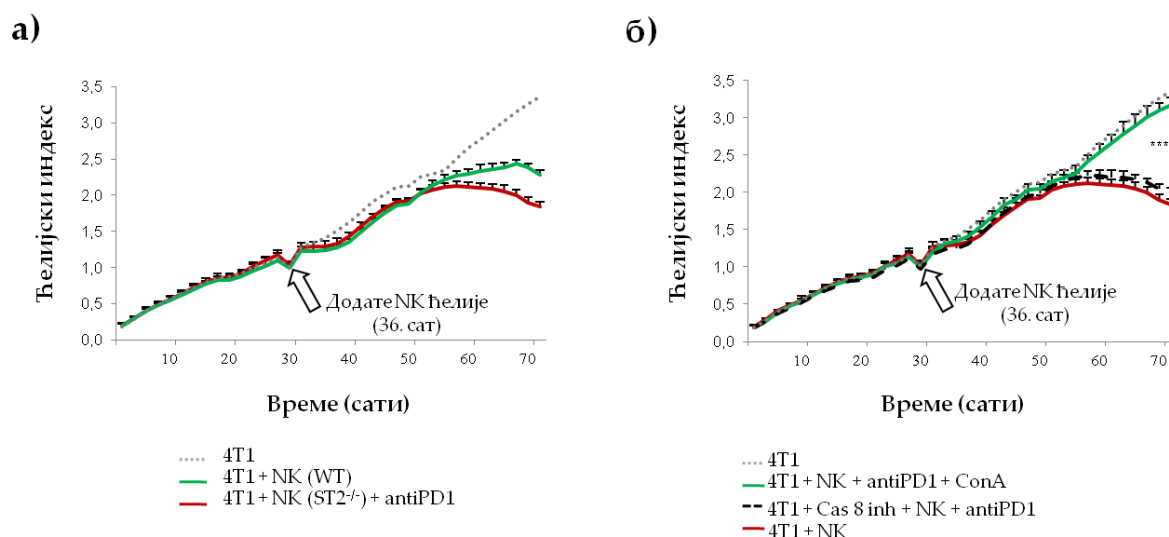 а)
Ћелијски индекс
3,5
3,0
2,5
2,0
1,5
1,0
0,5
0,0
10 20 30 40 50 60 70
Додате NK ћелије
(36. сат)
Време (сати)
4T1
4T1 + NK (WT)
4T1 + NK (ST2-/-) + antiPD1
б)
Ћелијски индекс
3,5
3,0
2,5
2,0
1,5
1,0
0,5
0,0
***
10 20 30 40 50 60 70
Додате NK ћелије
(36. сат)
Време (сати)
4T1
4T1 + NK + antiPD1 + ConA
4T1 + Cas 8 inh + NK + antiPD1
4T1 + NK